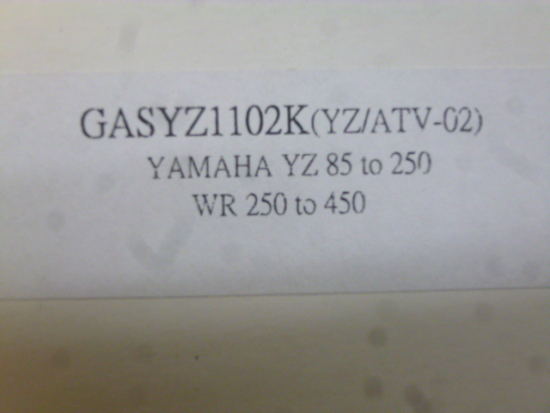 GASYZ1102K(YZ/ATV-02)
YAMAHA YZ 85 to 250
WR 250 to 450